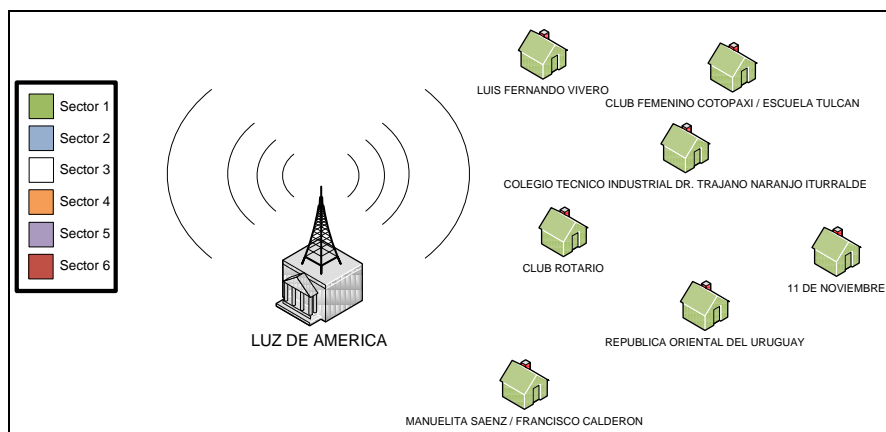 Sector 1
Sector 2
Sector 3
Sector 4
Sector 5
Sector 6
LUZ DE AMERICA
LUIS FERNANDO VIVERO
CLUB FEMENINO COTOPAXI / ESCUELA TULCAN
COLEGIO TECNICO INDUSTRIAL DR. TRAJANO NARANJO ITURRALDE
CLUB ROTARIO
11 DE NOVIEMBRE
REPUBLICA ORIENTAL DEL URUGUAY
MANUELITA SAENZ / FRANCISCO CALDERON